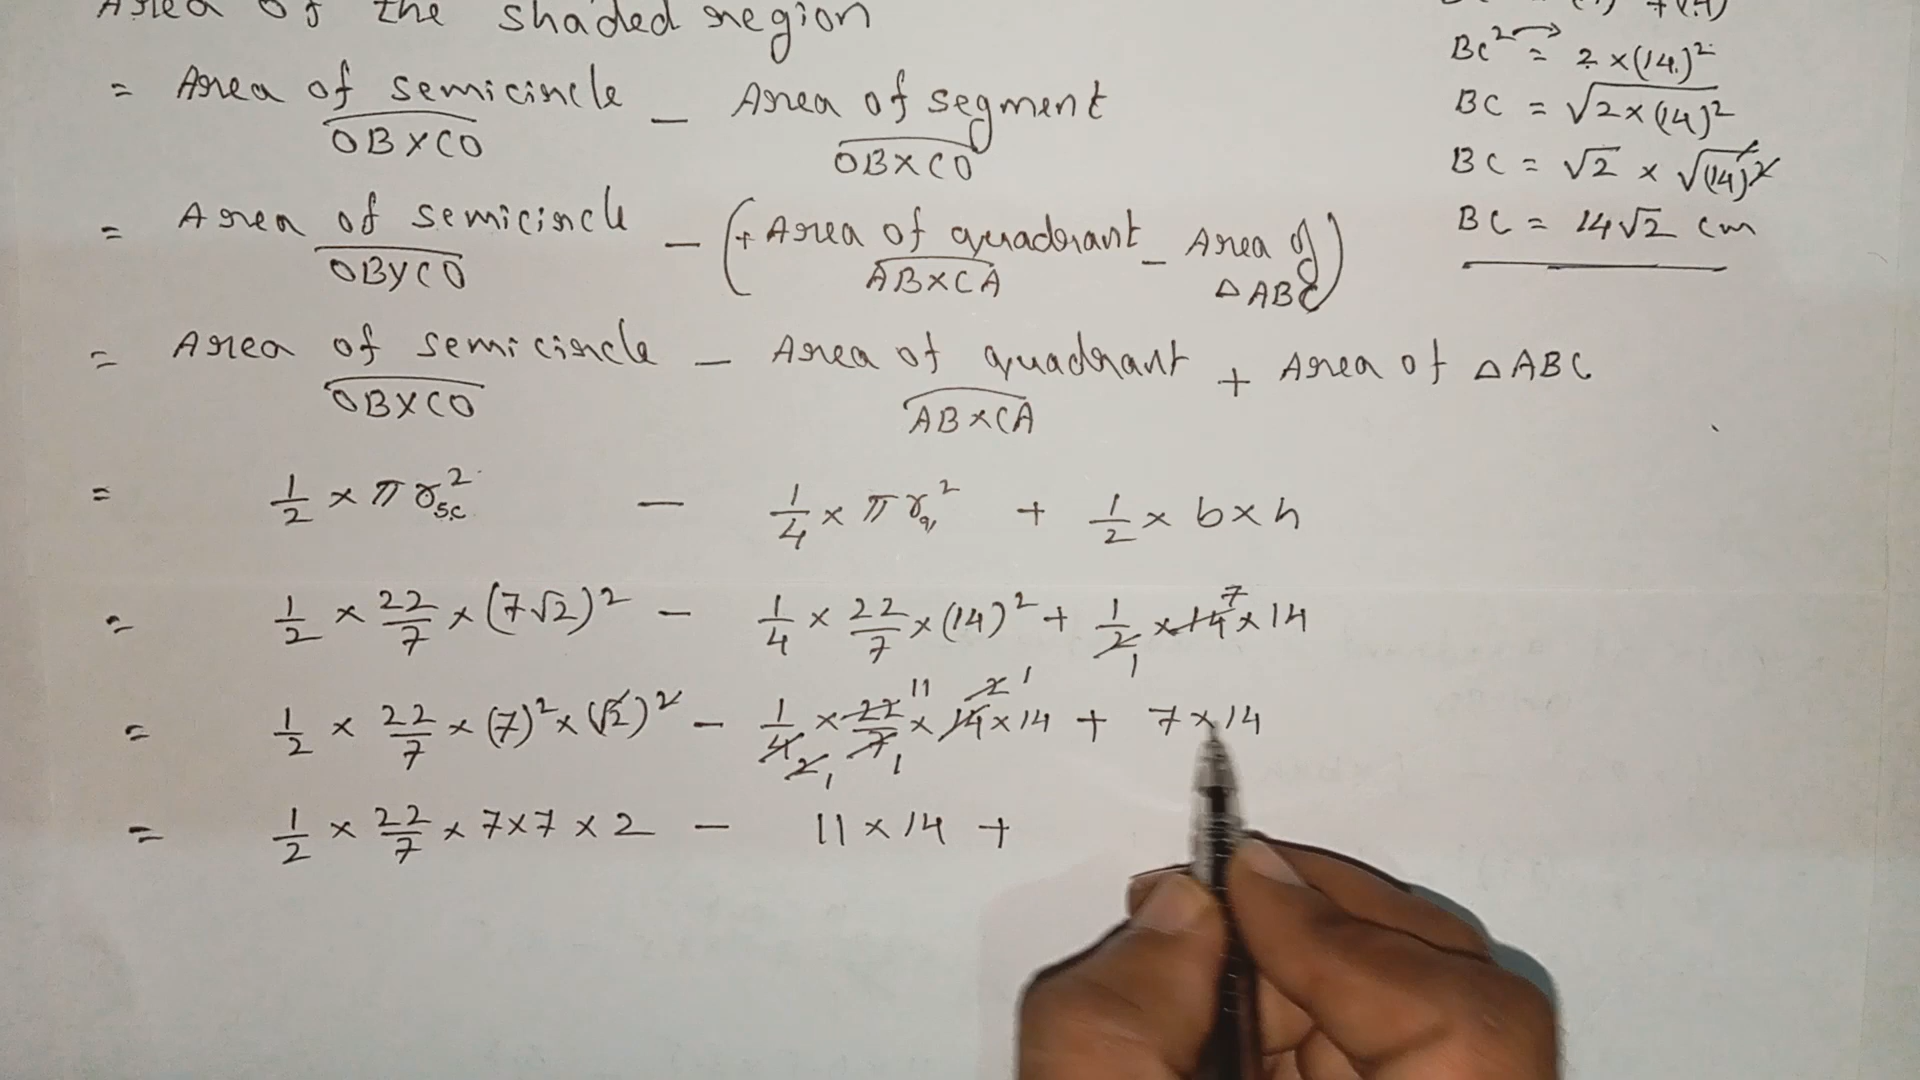 Area of the shaded region
= Area of semicircle OBXCO − Area of segment OBXCO
= Area of semicircle OBYCO − (+ Area of quadrant ABXCA − Area of △ABC)
= Area of semicircle OBXCO − Area of quadrant ABXCA + Area of △ABC
= 1/2 × πr²s.c − 1/4 × πr²q + 1/2 × b × h
= 1/2 × 22/7 × (7√2)² − 1/4 × 22/7 × (14)² + 1/2 × 14 × 14
= 1/2 × 22/7 × (7)² × (√2)² − 1/4 × 22/7 × 14 × 14 + 7 × 14
= 1/2 × 22/7 × 7 × 7 × 2 − 11 × 14 +
BC² = 2 × (14)²
BC = √2 × (14)²
BC = √2 × √(14)²
BC = 14√2 cm